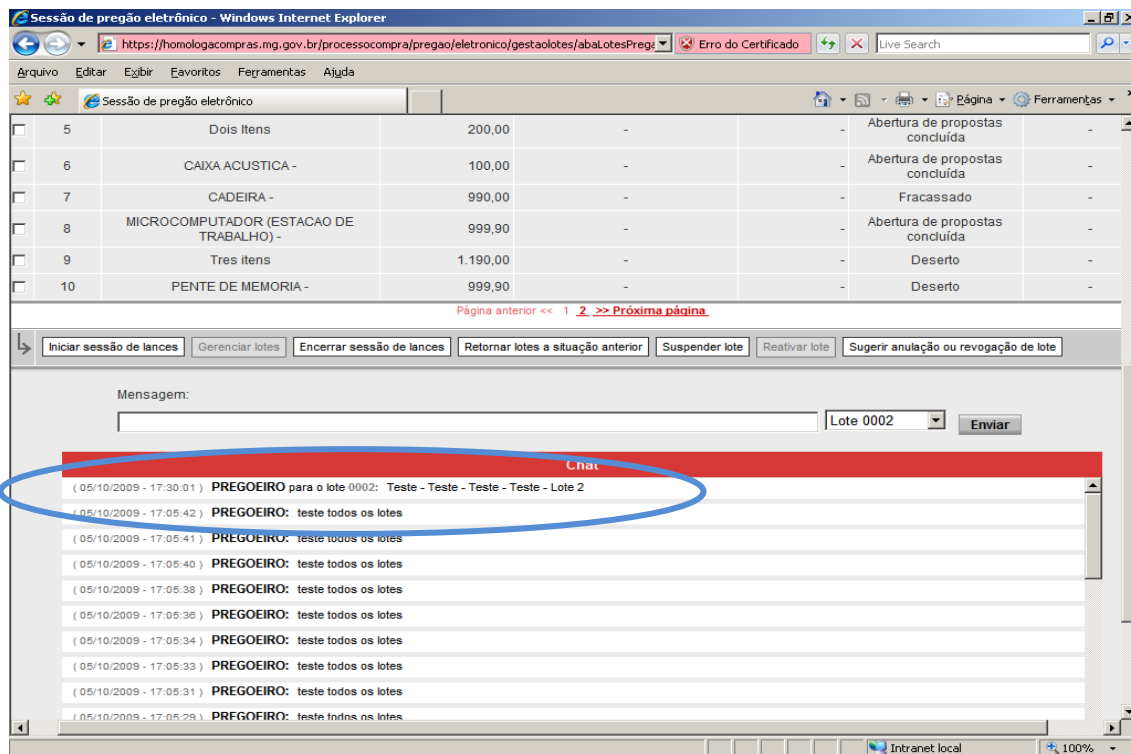 Sessão de pregão eletrônico - Windows Internet Explorer
https://homologacompras.mg.gov.br/processocompra/pregao/eletronico/gestaolotes/abaLotesPrega Erro do Certificado Live Search
Arquivo Editar Exibir Favoritos Ferramentas Ajuda
Sessão de pregão eletrônico Página Ferramentas
5 Dois Itens 200,00 - - Abertura de propostas concluída -
6 CAIXA ACUSTICA - 100,00 - - Abertura de propostas concluída -
7 CADEIRA - 990,00 - - Fracassado -
8 MICROCOMPUTADOR (ESTACAO DE TRABALHO) - 999,90 - - Abertura de propostas concluída -
9 Tres itens 1.190,00 - - Deserto -
10 PENTE DE MEMORIA - 999,90 - - Deserto -
Página anterior << 1 2 >> Próxima página
Iniciar sessão de lances Gerenciar lotes Encerrar sessão de lances Retornar lotes a situação anterior Suspender lote Reativar lote Sugerir anulação ou revogação de lote
Mensagem:
Lote 0002 Enviar
Chat
( 05/10/2009 - 17:30:01 ) PREGOEIRO para o lote 0002: Teste - Teste - Teste - Teste - Lote 2
( 05/10/2009 - 17:05:42 ) PREGOEIRO: teste todos os lotes
( 05/10/2009 - 17:05:41 ) PREGOEIRO: teste todos os lotes
( 05/10/2009 - 17:05:40 ) PREGOEIRO: teste todos os lotes
( 05/10/2009 - 17:05:38 ) PREGOEIRO: teste todos os lotes
( 05/10/2009 - 17:05:36 ) PREGOEIRO: teste todos os lotes
( 05/10/2009 - 17:05:34 ) PREGOEIRO: teste todos os lotes
( 05/10/2009 - 17:05:33 ) PREGOEIRO: teste todos os lotes
( 05/10/2009 - 17:05:31 ) PREGOEIRO: teste todos os lotes
( 05/10/2009 - 17:05:29 ) PREGOEIRO: teste todos os lotes
Intranet local 100%